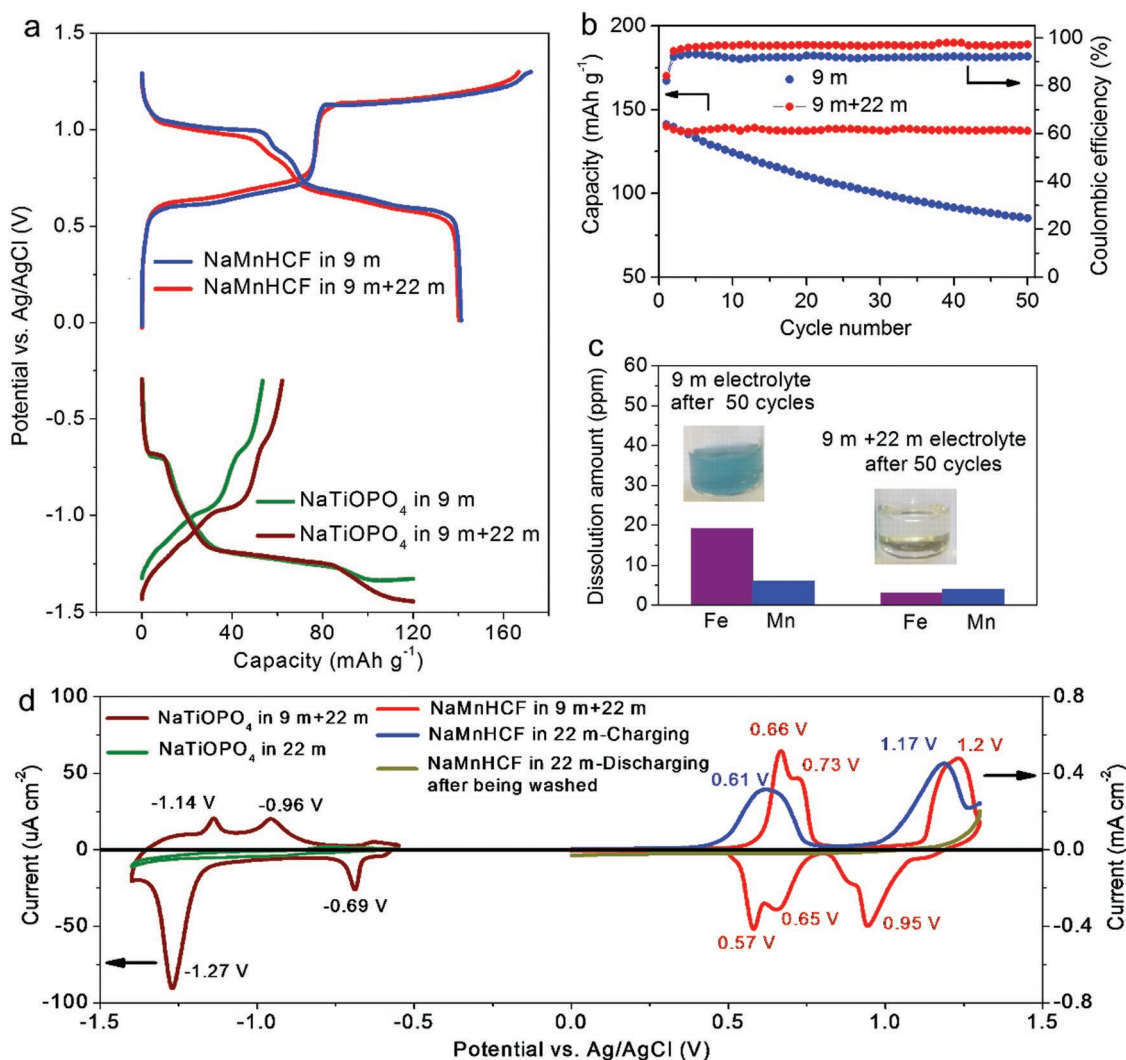 a
1.5
1.0
0.5
0.0
-0.5
-1.0
-1.5
Potential vs. Ag/AgCl (V)
NaMnHCF in 9 m
NaMnHCF in 9 m+22 m
NaTiOPO4 in 9 m
NaTiOPO4 in 9 m+22 m
0 40 80 120 160
Capacity (mAh g-1)
b
200
150
100
50
Capacity (mAh g-1)
9 m
9 m+22 m
100
80
60
40
20
0
Coulombic efficiency (%)
0 10 20 30 40 50
Cycle number
c
60
50
40
30
20
10
0
Dissolution amount (ppm)
9 m electrolyte
after 50 cycles
9 m +22 m electrolyte
after 50 cycles
Fe Mn Fe Mn
d
100
50
0
-50
-100
Current (uA cm-2)
NaTiOPO4 in 9 m+22 m
NaTiOPO4 in 22 m
NaMnHCF in 9 m+22 m
NaMnHCF in 22 m-Charging
NaMnHCF in 22 m-Discharging
after being washed
-1.14 V
-0.96 V
-0.69 V
-1.27 V
0.66 V
0.61 V
0.73 V
1.17 V
1.2 V
0.57 V
0.65 V
0.95 V
0.8
0.4
0.0
-0.4
-0.8
Current (mA cm-2)
-1.5 -1.0 -0.5 0.0 0.5 1.0 1.5
Potential vs. Ag/AgCl (V)